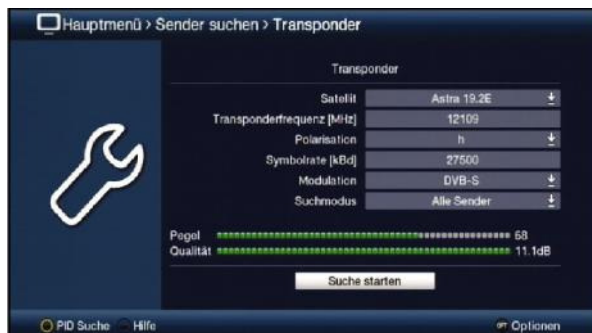 Hauptmenü > Sender suchen > Transponder
Transponder
Satellit Astra 19.2E
Transponderfrequenz [MHz] 12109
Polarisation h
Symbolrate [kBd] 27500
Modulation DVB-S
Suchmodus Alle Sender
Pegel 68
Qualität 11.1dB
Suche starten
PID Suche Hilfe OPT Optionen